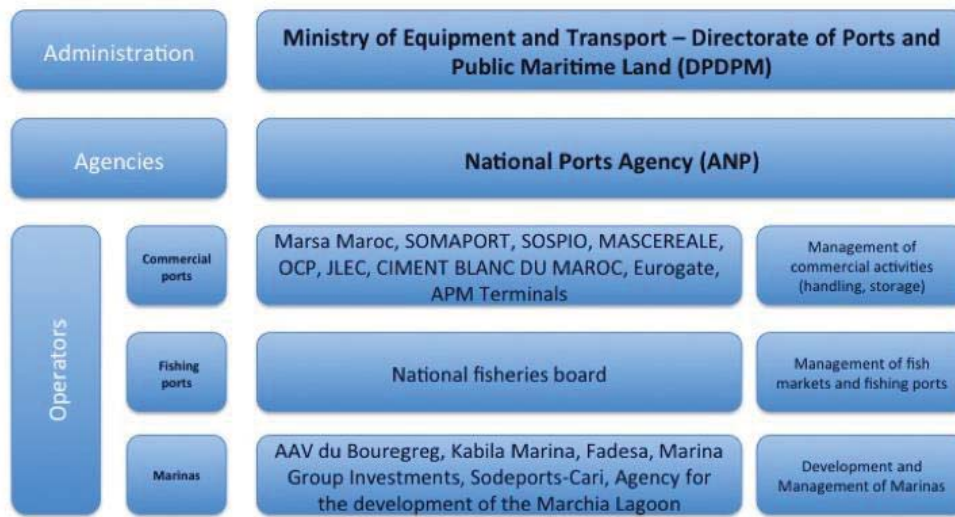 Administration
Ministry of Equipment and Transport – Directorate of Ports and
Public Maritime Land (DPDPM)
Agencies
National Ports Agency (ANP)
Operators
Commercial
ports
Marsa Maroc, SOMAPORT, SOSPIO, MASCEREALE,
OCP, JLEC, CIMENT BLANC DU MAROC, Eurogate,
APM Terminals
Management of
commercial activities
(handling, storage)
Fishing
ports
National fisheries board
Management of fish
markets and fishing ports
Marinas
AAV du Bouregreg, Kabila Marina, Fadesa, Marina
Group Investments, Sodeports-Cari, Agency for
the development of the Marchia Lagoon
Development and
Management of Marinas